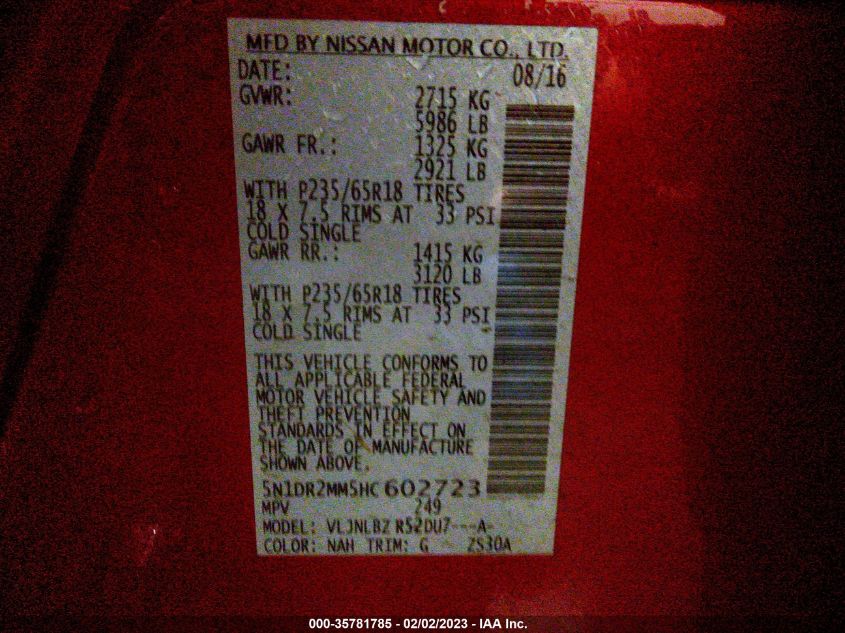 MFD BY NISSAN MOTOR CO., LTD.
DATE: 08/16
GVWR: 2715 KG
5986 LB
GAWR FR.: 1325 KG
2921 LB
WITH P235/65R18 TIRES
18 X 7.5 RIMS AT 33 PSI
COLD SINGLE
GAWR RR.: 1415 KG
3120 LB
WITH P235/65R18 TIRES
18 X 7.5 RIMS AT 33 PSI
COLD SINGLE
THIS VEHICLE CONFORMS TO
ALL APPLICABLE FEDERAL
MOTOR VEHICLE SAFETY AND
THEFT PREVENTION
STANDARDS IN EFFECT ON
THE DATE OF MANUFACTURE
SHOWN ABOVE.
5N1DR2MM5HC602723
MPV 249
MODEL: VLJNLBZ R52DU7---A-
COLOR: NAH TRIM: G ZS30A
000-35781785 - 02/02/2023 - IAA Inc.